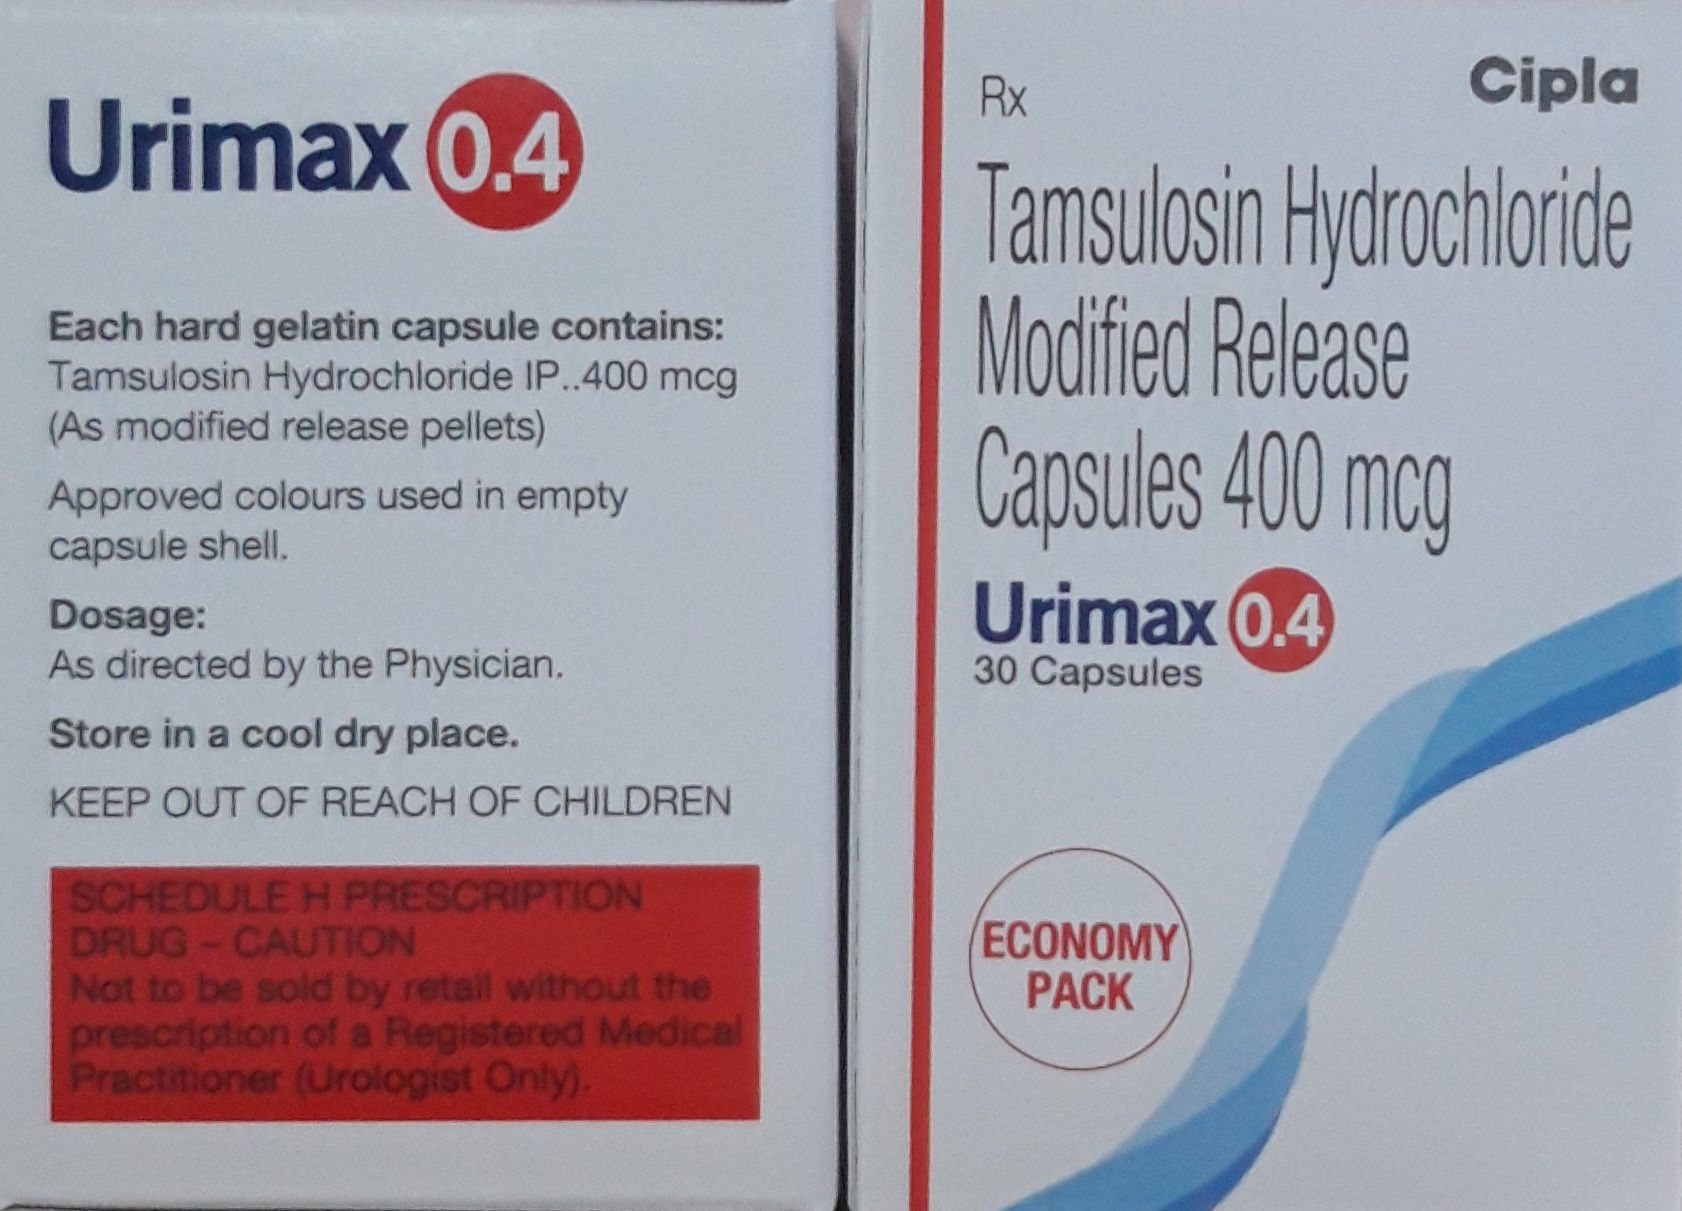 Urimax 0.4
Each hard gelatin capsule contains:
Tamsulosin Hydrochloride IP..400 mcg
(As modified release pellets)
Approved colours used in empty
capsule shell.
Dosage:
As directed by the Physician.
Store in a cool dry place.
KEEP OUT OF REACH OF CHILDREN
SCHEDULE H PRESCRIPTION
DRUG – CAUTION
Not to be sold by retail without the
prescription of a Registered Medical
Practitioner (Urologist Only).
Rx
Cipla
Tamsulosin Hydrochloride
Modified Release
Capsules 400 mcg
Urimax 0.4
30 Capsules
ECONOMY
PACK